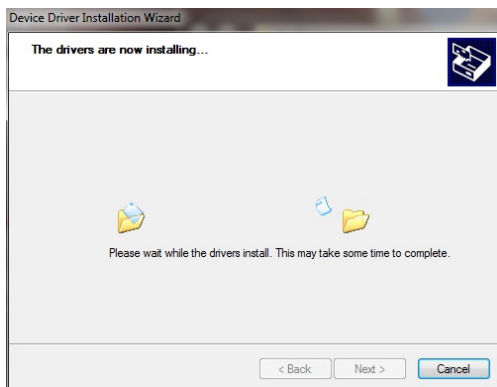 Device Driver Installation Wizard
The drivers are now installing...
Please wait while the drivers install. This may take some time to complete.
< Back
Next >
Cancel